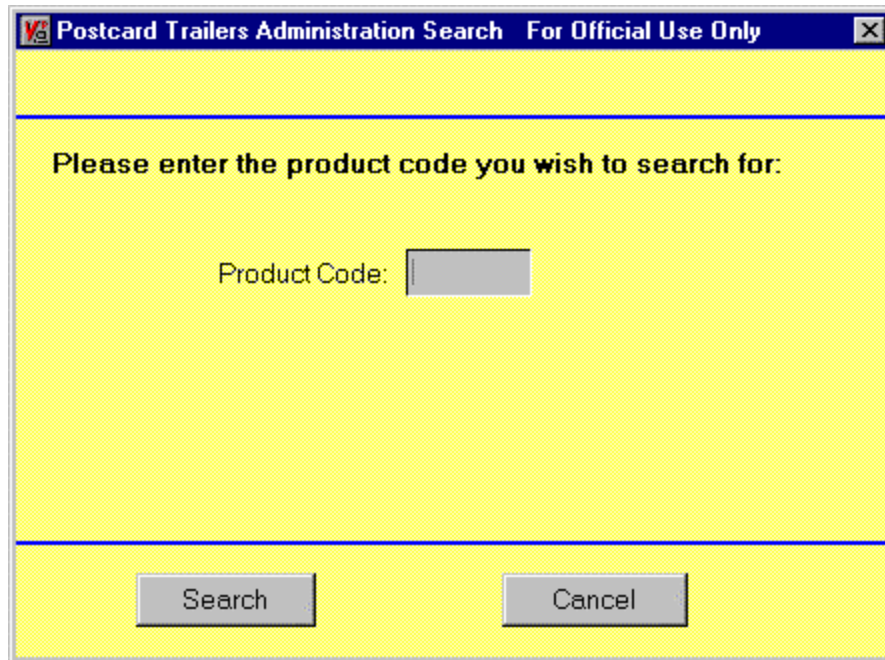 Postcard Trailers Administration Search For Official Use Only
Please enter the product code you wish to search for:
Product Code:
Search Cancel